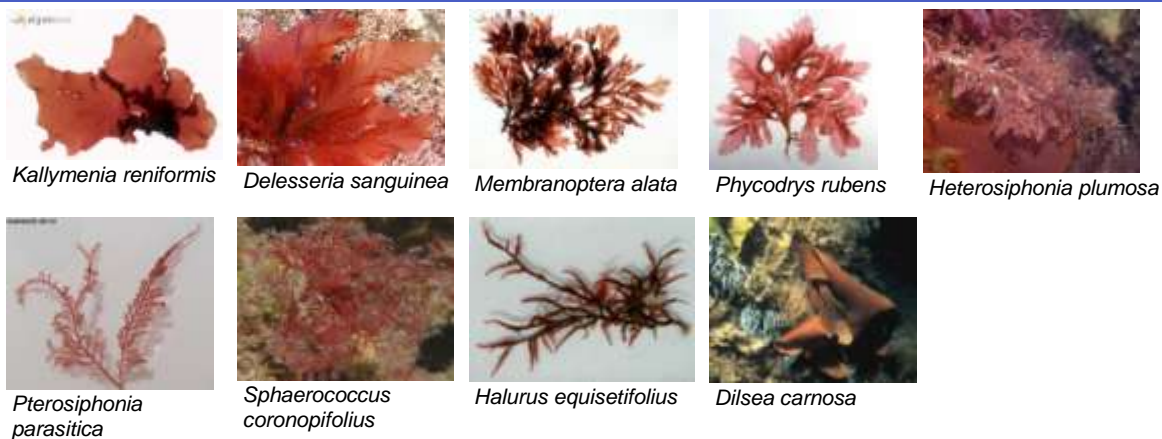 Kallymenia reniformis
Delesseria sanguinea
Membranoptera alata
Phycodrys rubens
Heterosiphonia plumosa
Pterosiphonia
parasitica
Sphaerococcus
coronopifolius
Halurus equisetifolius
Dilsea carnosa